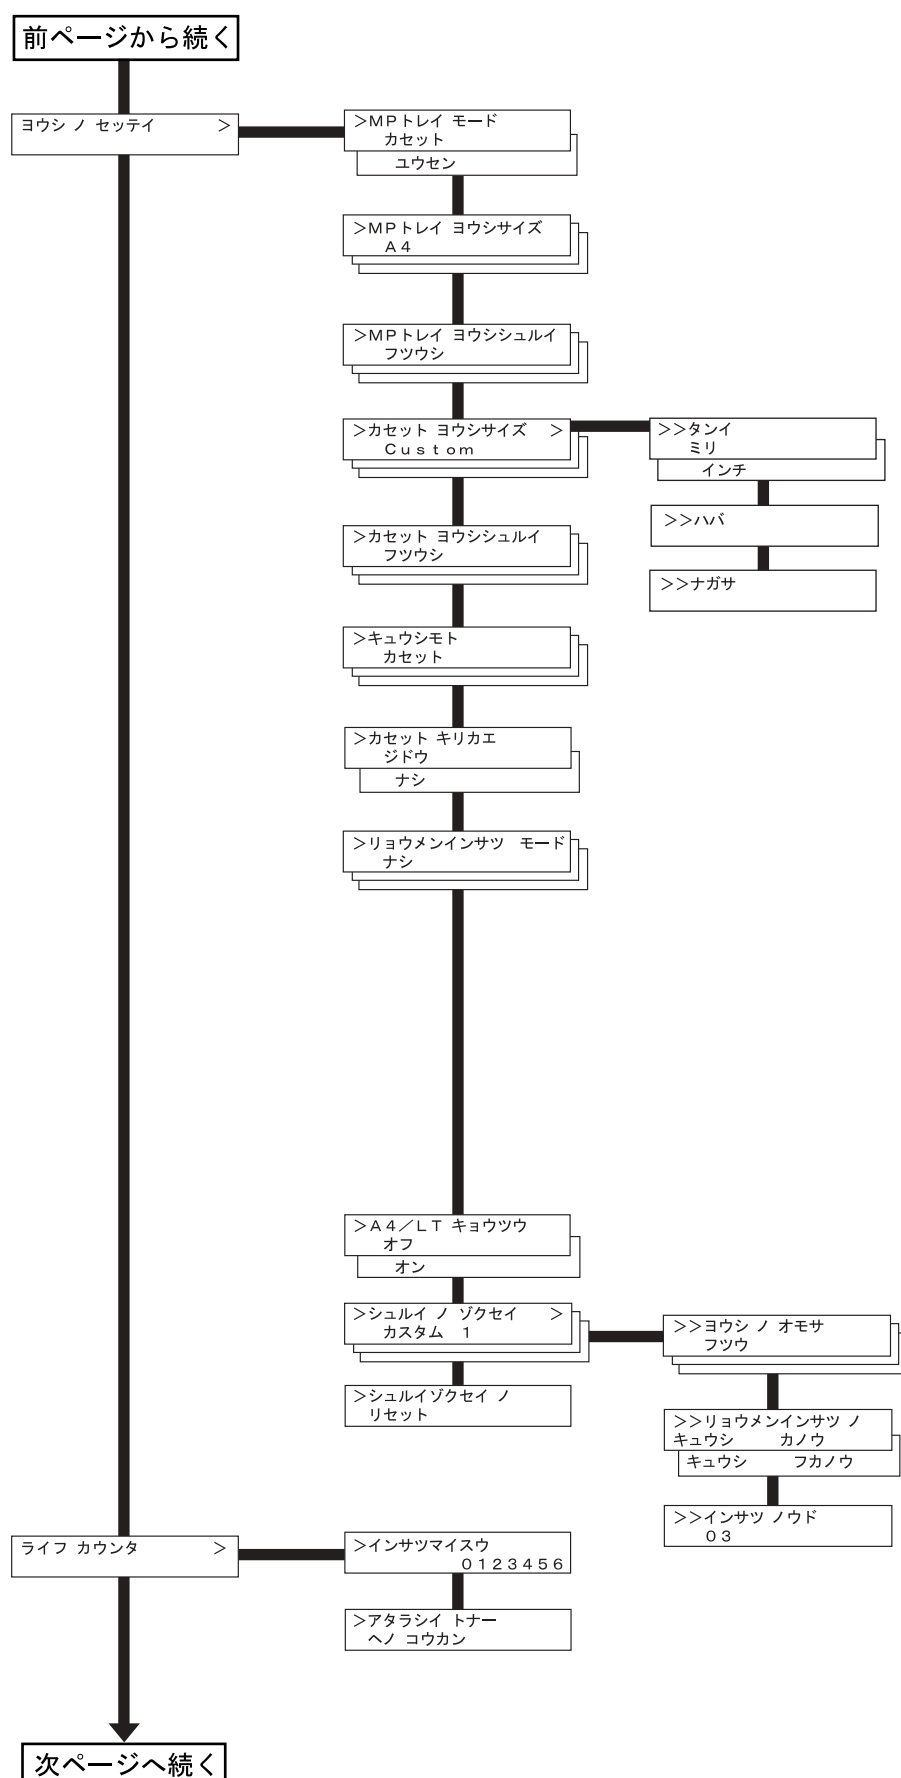 前ページから続く
ヨウシ ノ セッテイ >
>ＭＰトレイ モード
カセット
ユウセン
>ＭＰトレイ ヨウシサイズ
Ａ４
>ＭＰトレイ ヨウシシュルイ
フツウシ
>カセット ヨウシサイズ >
Ｃｕｓｔｏｍ
>>タンイ
ミリ
インチ
>>ハバ
>>ナガサ
>カセット ヨウシシュルイ
フツウシ
>キュウシモト
カセット
>カセット キリカエ
ジドウ
ナシ
>リョウメンインサツ　モード
ナシ
>Ａ４／ＬＴ キョウツウ
オフ
オン
>シュルイ ノ ゾクセイ >
カスタム　１
>>ヨウシ ノ オモサ
フツウ
>>リョウメンインサツ ノ
キュウシ　　カノウ
キュウシ　　フカノウ
>>インサツ ノウド
０３
>シュルイゾクセイ ノ
リセット
ライフ カウンタ >
>インサツマイスウ
０１２３４５６
>アタラシイ トナー
ヘノ コウカン
次ページへ続く